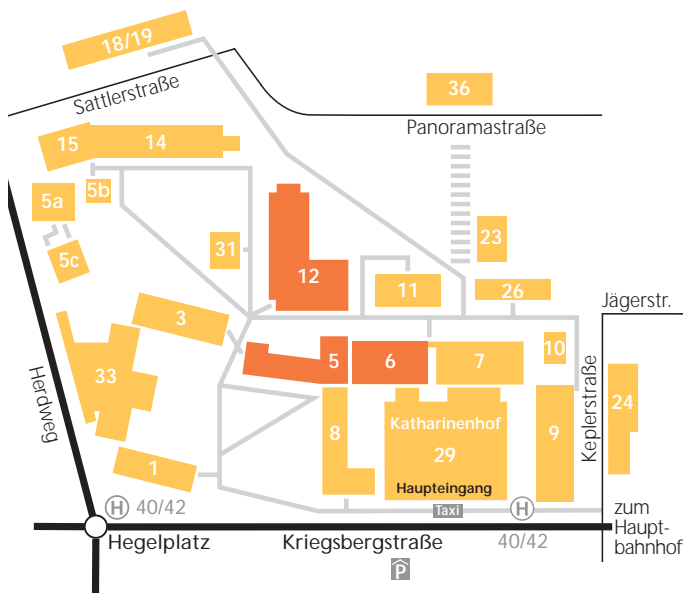 18/19
Sattlerstraße
36
Panoramastraße
15
14
5a
5b
5c
31
23
12
11
26
Jägerstr.
3
5
6
7
10
33
Herdweg
Keplerstraße
24
8
Katharinenhof
29
9
1
Haupteingang
H 40/42
Taxi
H
zum
Haupt-
bahnhof
Hegelplatz
Kriegsbergstraße
40/42
P